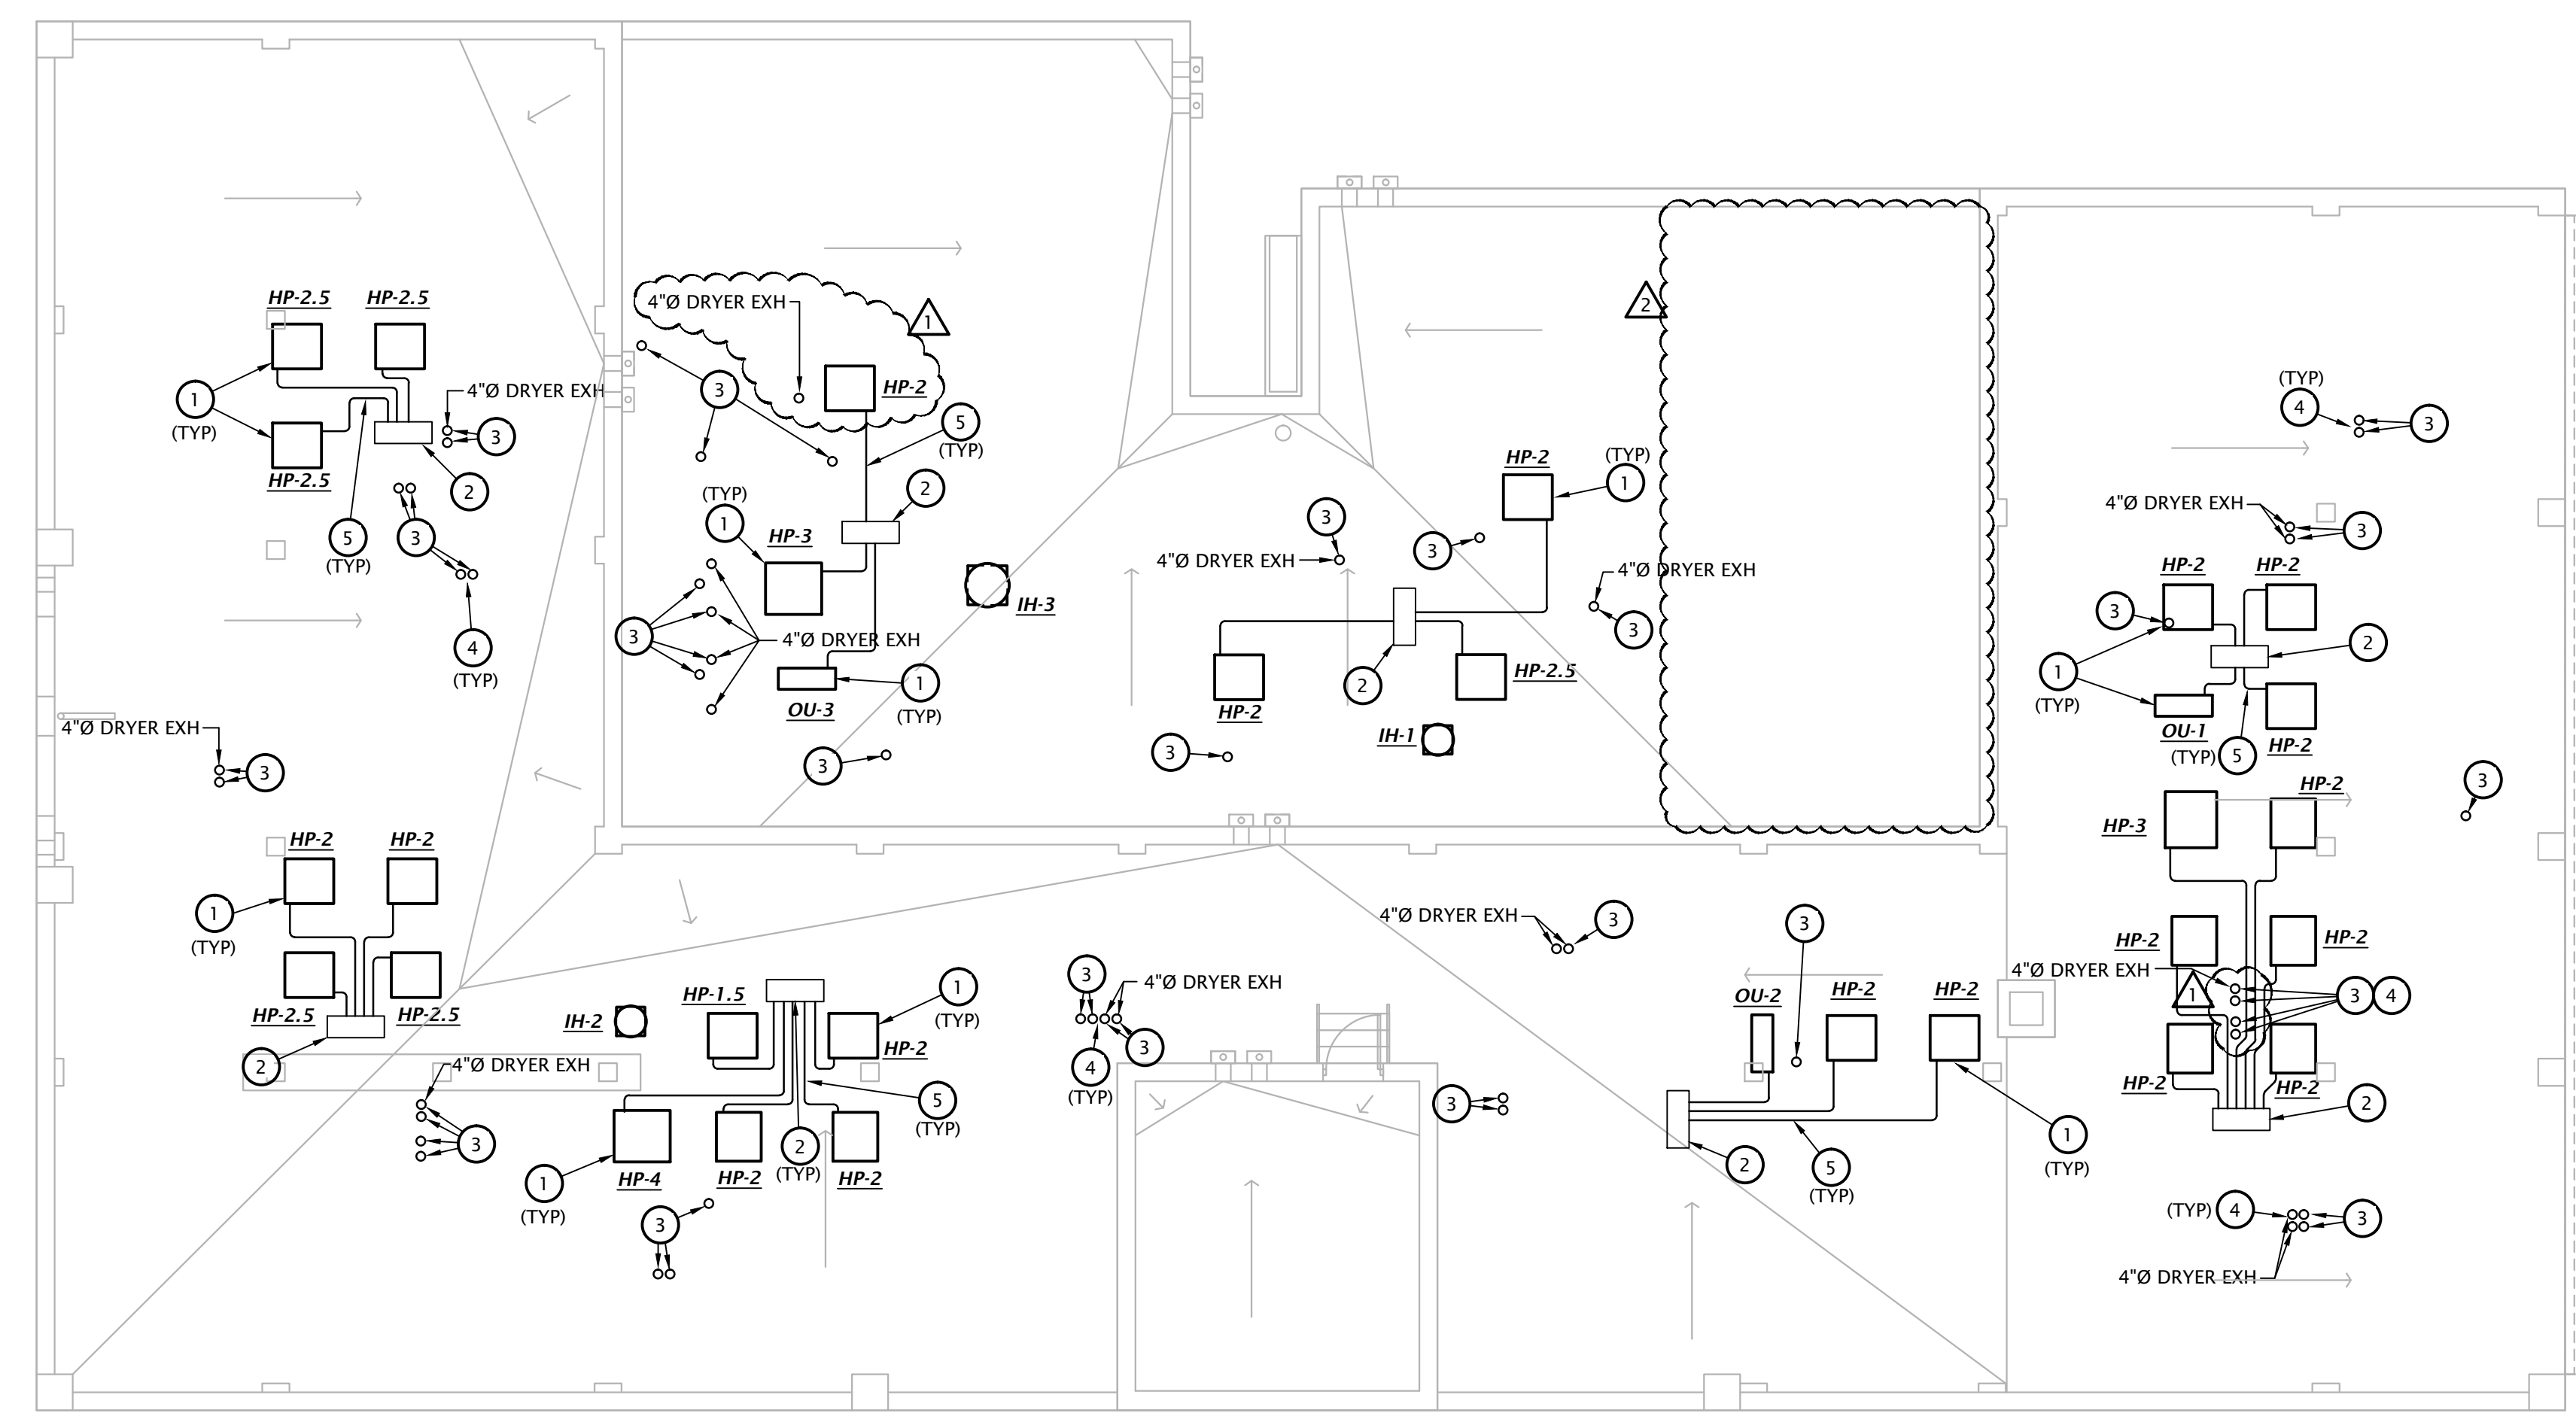 HP-2.5
HP-2.5
1
(TYP)
4"Ø DRYER EXH
3
HP-2.5
2
5
(TYP)
3
4
(TYP)
4"Ø DRYER EXH
3
HP-2
HP-2
1
(TYP)
HP-2.5
HP-2.5
2
4"Ø DRYER EXH
3
4"Ø DRYER EXH
1
3
HP-2
5
(TYP)
2
(TYP)
1
HP-3
IH-3
3
4"Ø DRYER EXH
1
(TYP)
OU-3
3
2
HP-2
(TYP)
1
3
3
4"Ø DRYER EXH
4"Ø DRYER EXH
3
2
HP-2.5
HP-2
IH-1
3
(TYP)
4
3
4"Ø DRYER EXH
3
HP-2
HP-2
3
2
1
(TYP)
OU-1
(TYP)
5
HP-2
3
HP-2
HP-3
HP-2
HP-2
4"Ø DRYER EXH
1
3
4
HP-2
HP-2
2
(TYP)
4
3
4"Ø DRYER EXH
HP-1.5
1
(TYP)
IH-2
HP-2
5
(TYP)
2
(TYP)
1
(TYP)
HP-4
HP-2
HP-2
3
3
4"Ø DRYER EXH
3
4
(TYP)
4"Ø DRYER EXH
3
3
3
OU-2
HP-2
HP-2
2
5
(TYP)
1
(TYP)